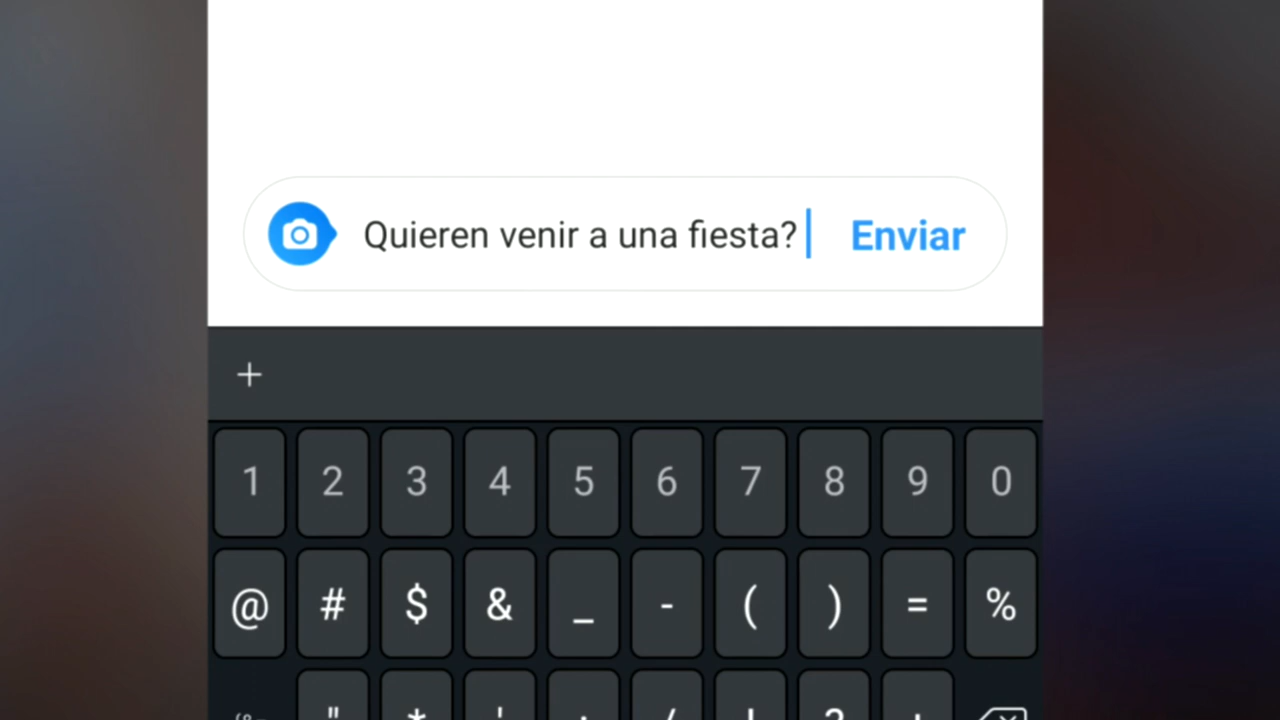 Quieren venir a una fiesta? Enviar
+
1 2 3 4 5 6 7 8 9 0
@ # $ & _ - ( ) = %